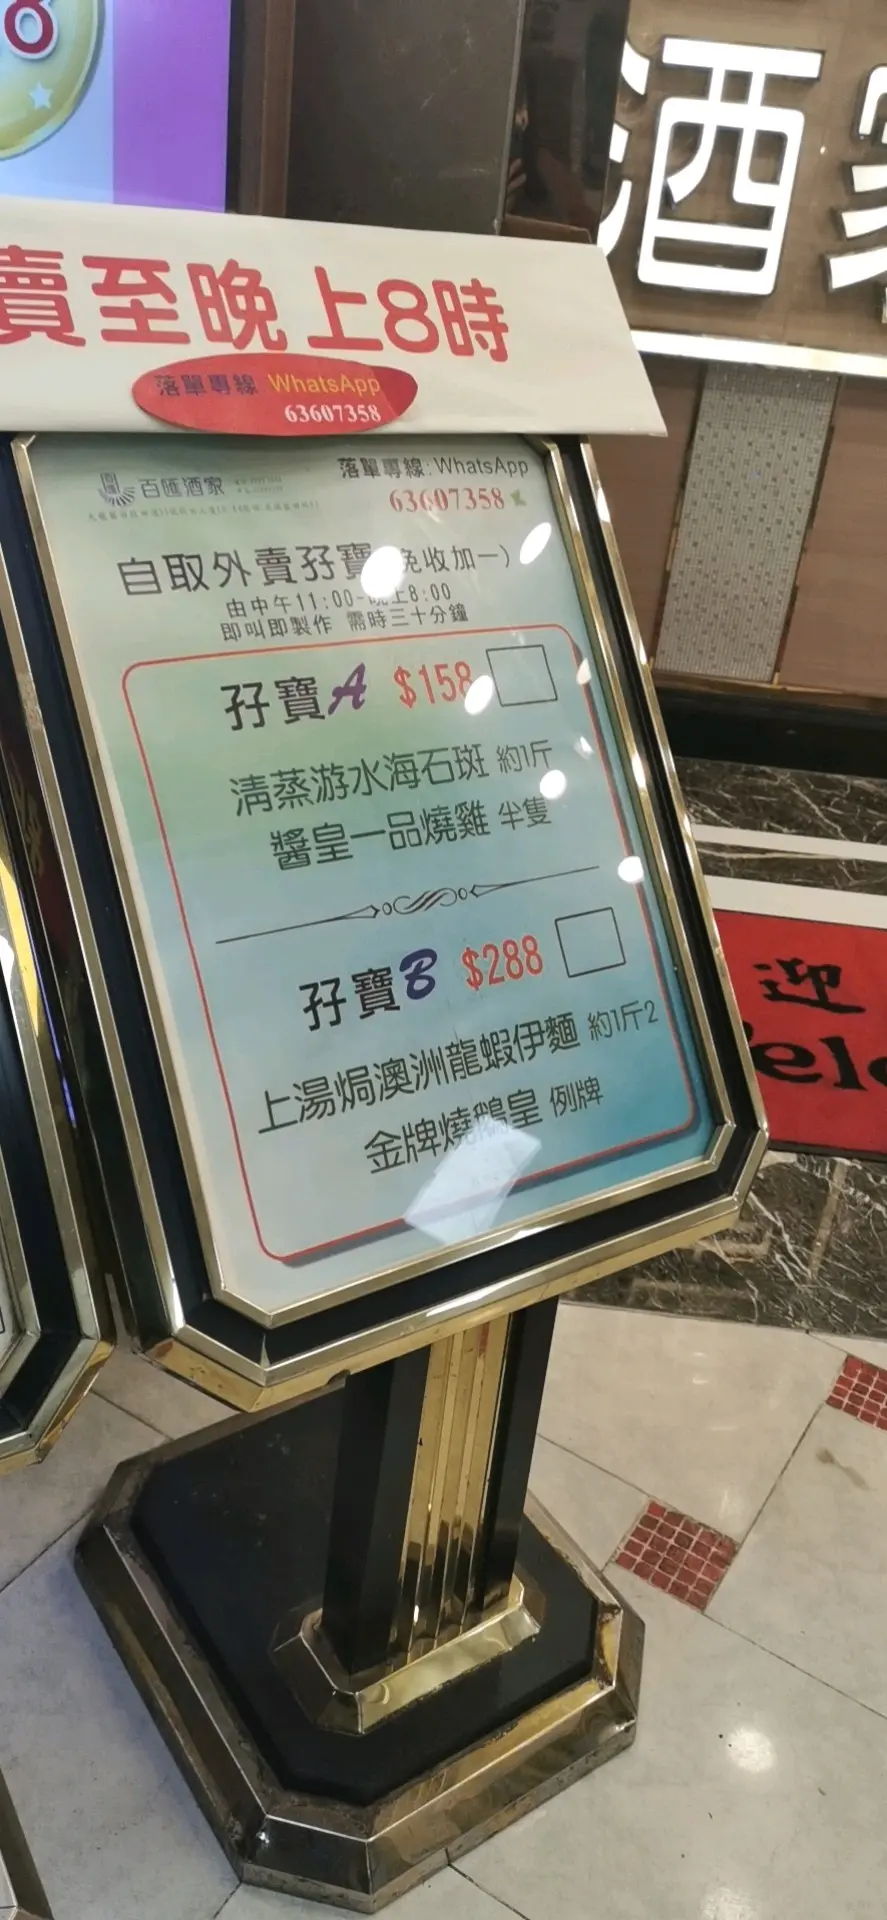 8
酒家
賣至晚上8時
落單專線 WhatsApp
63607358
百匯酒家
落單專線:WhatsApp
63607358
自取外賣孖寶(免收加一)
由中午11:00-晚上8:00
即叫即製作 需時三十分鐘
孖寶A $158
清蒸游水海石斑 約1斤
醬皇一品燒雞 半隻
孖寶B $288
上湯焗澳洲龍蝦伊麵 約1斤2
金牌燒鵝皇 例牌
迎
elc